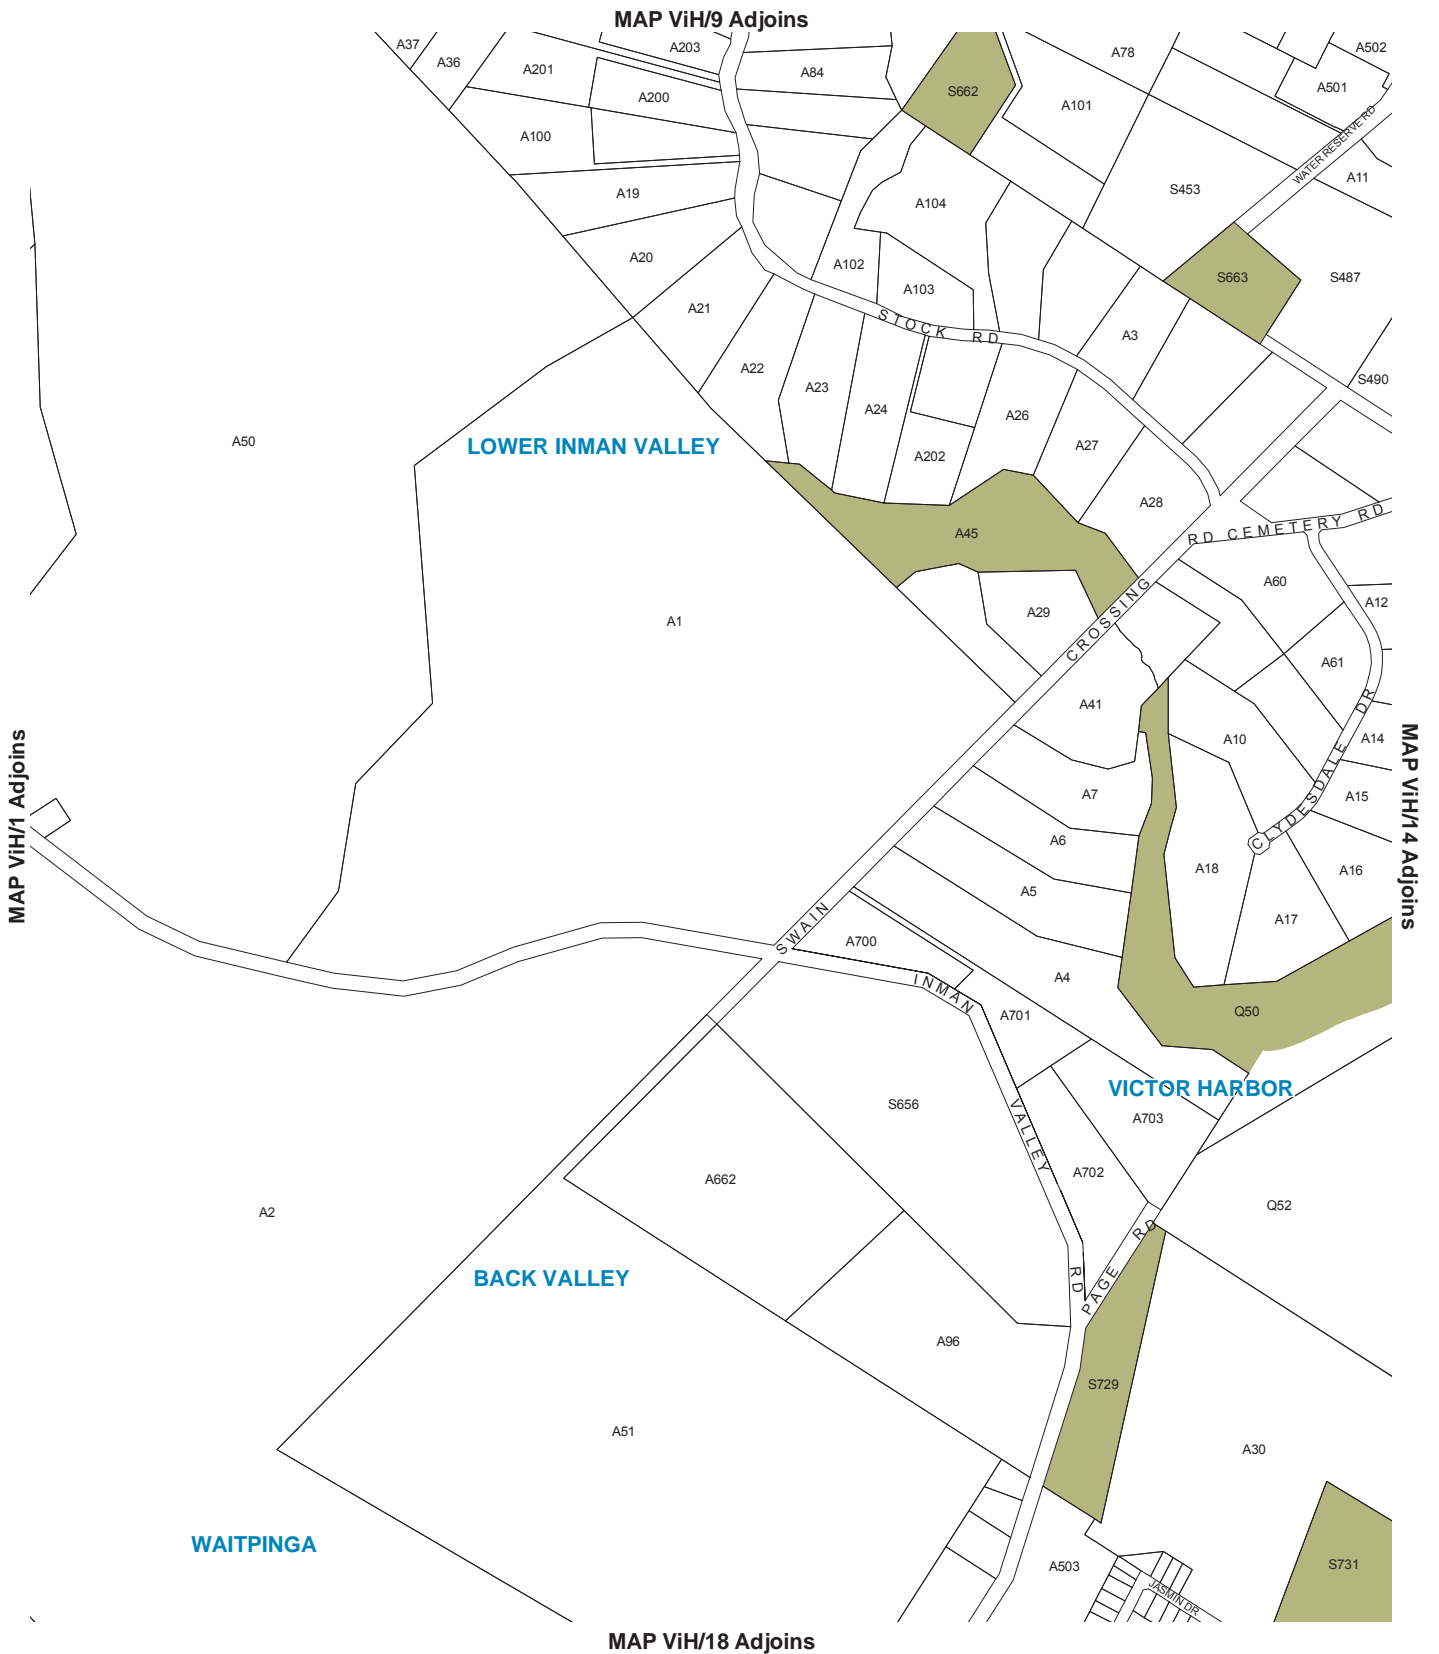 MAP ViH/9 Adjoins
A37
A36
A203
A201
A200
A84
S662
A78
A502
A501
A101
A100
WATER RESERVE RD
A11
S453
A19
A104
A20
A102
A103
S663
S487
A21
STOCK RD
A3
A22
A23
A24
A26
S490
A50
LOWER INMAN VALLEY
A202
A27
A28
A45
RD CEMETERY RD
A60
A12
A29
A1
CROSSING
A61
A41
DR
A10
A14
CLYDESDALE
A7
A15
A6
A18
A16
A5
A17
MAP ViH/1 Adjoins
MAP ViH/14 Adjoins
SWAIN
A700
A4
INMAN
A701
Q50
VICTOR HARBOR
S656
A703
VALLEY
A662
A702
A2
Q52
RD
BACK VALLEY
RD
PAGE
A96
S729
A51
A30
WAITPINGA
A503
S731
JASMIN DR
MAP ViH/18 Adjoins